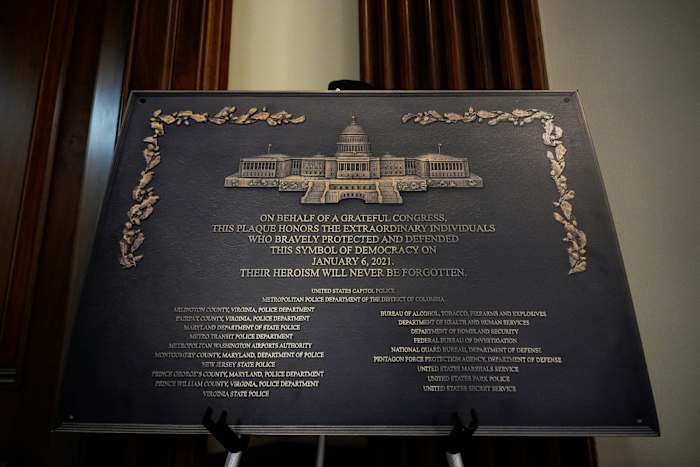 ON BEHALF OF A GRATEFUL CONGRESS,
THIS PLAQUE HONORS THE EXTRAORDINARY INDIVIDUALS
WHO BRAVELY PROTECTED AND DEFENDED
THIS SYMBOL OF DEMOCRACY ON
JANUARY 6, 2021.
THEIR HEROISM WILL NEVER BE FORGOTTEN.
UNITED STATES CAPITOL POLICE
METROPOLITAN POLICE DEPARTMENT OF THE DISTRICT OF COLUMBIA
ARLINGTON COUNTY, VIRGINIA, POLICE DEPARTMENT
FAIRFAX COUNTY, VIRGINIA, POLICE DEPARTMENT
MARYLAND DEPARTMENT OF STATE POLICE
METRO TRANSIT POLICE DEPARTMENT
METROPOLITAN WASHINGTON AIRPORTS AUTHORITY
MONTGOMERY COUNTY, MARYLAND, DEPARTMENT OF POLICE
NEW JERSEY STATE POLICE
PRINCE GEORGE'S COUNTY, MARYLAND, POLICE DEPARTMENT
PRINCE WILLIAM COUNTY, VIRGINIA, POLICE DEPARTMENT
VIRGINIA STATE POLICE
BUREAU OF ALCOHOL, TOBACCO, FIREARMS AND EXPLOSIVES
DEPARTMENT OF HEALTH AND HUMAN SERVICES
DEPARTMENT OF HOMELAND SECURITY
FEDERAL BUREAU OF INVESTIGATION
NATIONAL GUARD BUREAU, DEPARTMENT OF DEFENSE
PENTAGON FORCE PROTECTION AGENCY, DEPARTMENT OF DEFENSE
UNITED STATES MARSHALS SERVICE
UNITED STATES PARK POLICE
UNITED STATES SECRET SERVICE